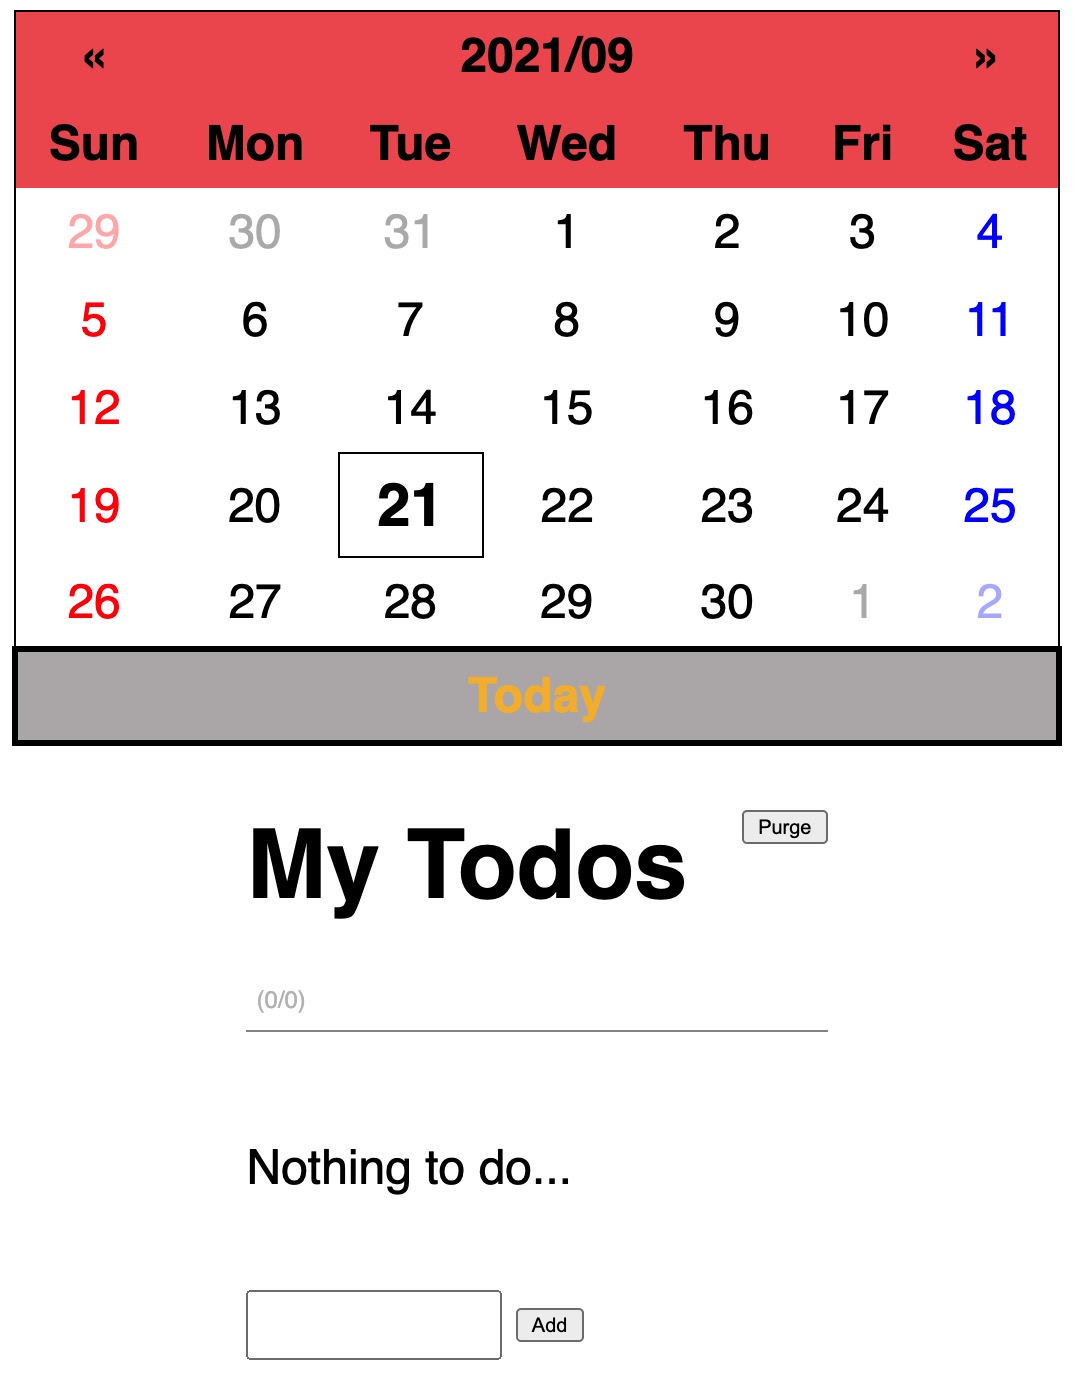 « 2021/09 »
Sun Mon Tue Wed Thu Fri Sat
29 30 31 1 2 3 4
5 6 7 8 9 10 11
12 13 14 15 16 17 18
19 20 21 22 23 24 25
26 27 28 29 30 1 2
Today
My Todos Purge
(0/0)
Nothing to do...
Add